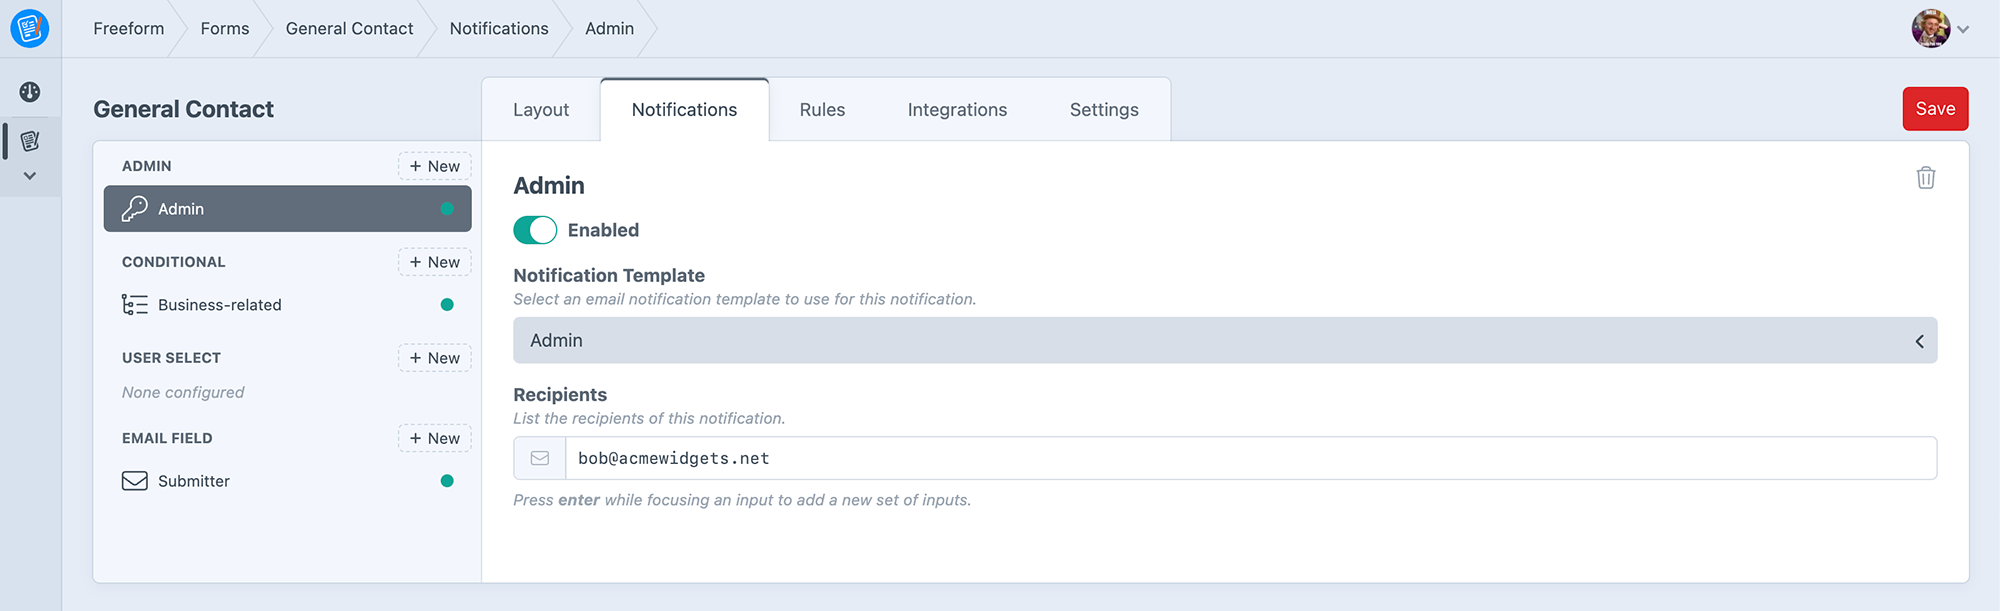 Freeform
Forms
General Contact
Notifications
Admin
General Contact
Layout
Notifications
Rules
Integrations
Settings
Save
ADMIN
+ New
Admin
CONDITIONAL
+ New
Business-related
USER SELECT
+ New
None configured
EMAIL FIELD
+ New
Submitter
Admin
Enabled
Notification Template
Select an email notification template to use for this notification.
Admin
Recipients
List the recipients of this notification.
bob@acmewidgets.net
Press enter while focusing an input to add a new set of inputs.